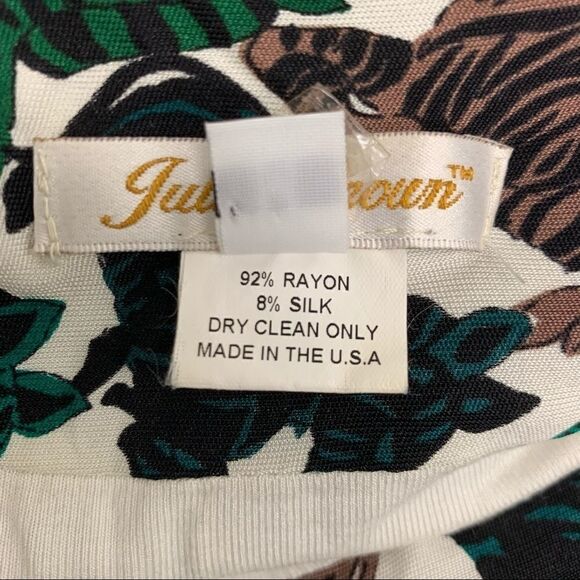 92% RAYON
8% SILK
DRY CLEAN ONLY
MADE IN THE U.S.A